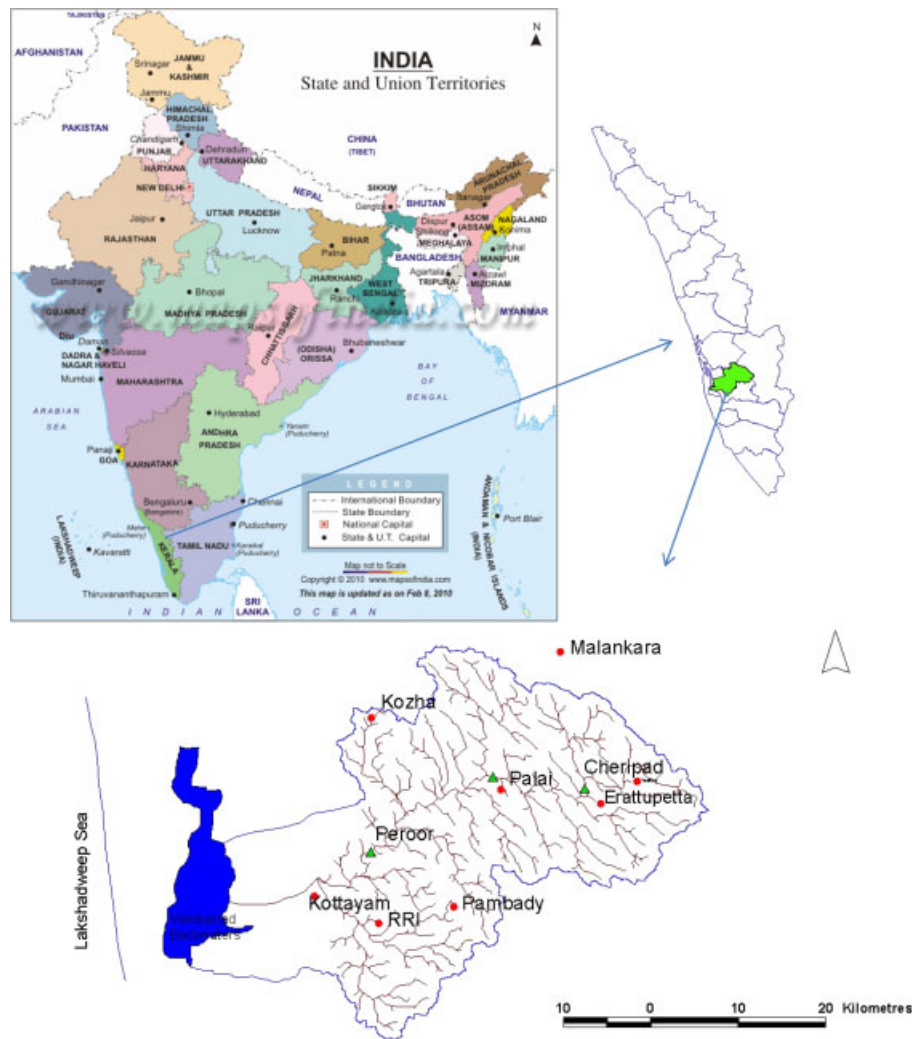 TAJIKISTAN
AFGHANISTAN
INDIA
State and Union Territories
N
JAMMU
&
KASHMIR
Srinagar
Jammu
PAKISTAN
HIMACHAL
PRADESH
Shimla
Chandigarh
PUNJAB
Dehradun
UTTARAKHAND
HARYANA
NEW DELHI
CHINA
(TIBET)
NEPAL
SIKKIM
Gangtok
BHUTAN
ARUNACHAL
PRADESH
Itanagar
Jaipur
RAJASTHAN
UTTAR PRADESH
Lucknow
BIHAR
Patna
Dispur
ASOM
(ASSAM)
NAGALAND
Kohima
Shillong
MEGHALAYA
Imphal
MANIPUR
BANGLADESH
Agartala
TRIPURA
Aizawl
MIZORAM
MYANMAR
Gandhinagar
GUJARAT
Bhopal
MADHYA PRADESH
JHARKHAND
Ranchi
WEST
BENGAL
Kolkata
www.mapsofindia.com
Raipur
CHHATTISGARH
(ODISHA)
ORISSA
Bhubaneshwar
Diu
Daman
Silvassa
DADRA &
NAGAR HAVELI
Mumbai
MAHARASHTRA
ARABIAN
SEA
BAY
OF
BENGAL
Hyderabad
ANDHRA
PRADESH
Yanam
(Puducherry)
Panaji
GOA
KARNATAKA
Bengaluru
(Bangalore)
Chennai
Mahe
(Puducherry)
Puducherry
Karaikal
(Puducherry)
TAMIL NADU
KERALA
LAKSHADWEEP
(INDIA)
Kavaratti
Thiruvananthapuram
SRI
LANKA
INDIAN OCEAN
ANDAMAN &
NICOBAR ISLANDS
(INDIA)
Port Blair
LEGEND
International Boundary
State Boundary
National Capital
State & U.T. Capital
Map not to Scale
Copyright © 2010 www.mapsofindia.com
This map is updated as on Feb 8, 2010
Malankara
Kozha
Cheripad
Palai
Erattupetta
Peroor
Kottayam
Pambady
RRI
Lakshadweep Sea
Backwaters
10 0 10 20 Kilometres